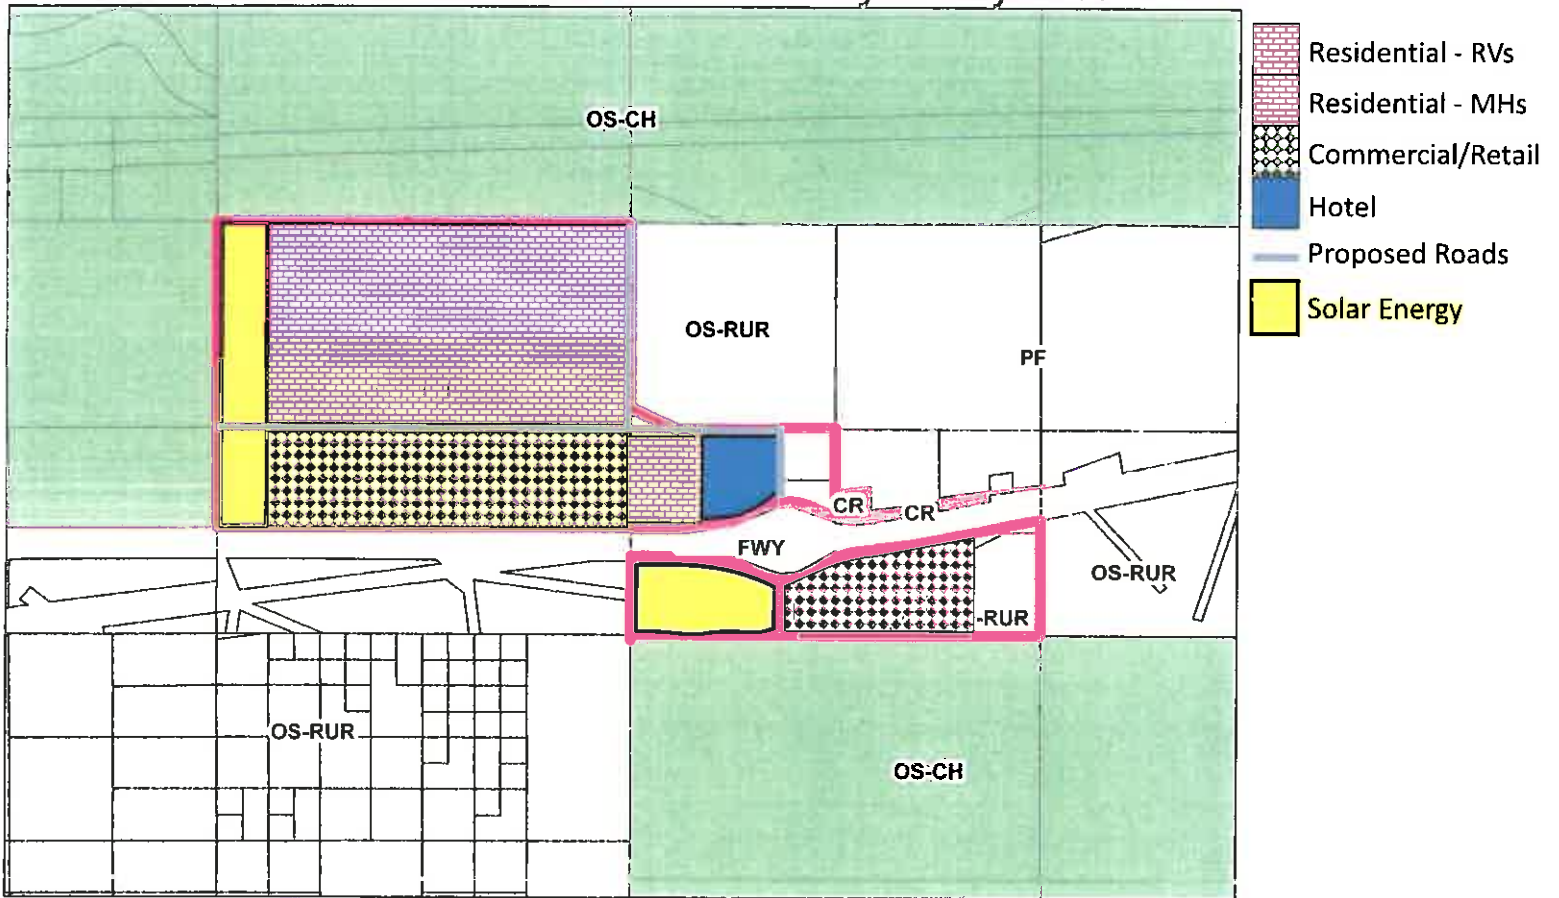 OS-CH
Residential - RVs
Residential - MHs
Commercial/Retail
Hotel
Proposed Roads
Solar Energy
OS-RUR
PF
CR
CR
FWY
OS-RUR
-RUR
OS-RUR
OS-CH